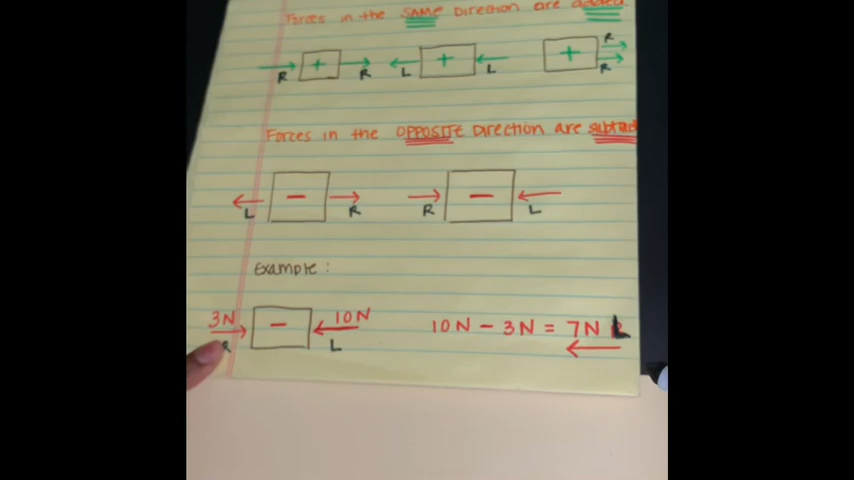 Forces in the SAME Direction are added
+ + + R
R R L L R
Forces in the OPPOSITE Direction are subtrac
- -
L R R L
Example:
3N - 10N 10N - 3N = 7N L
R L